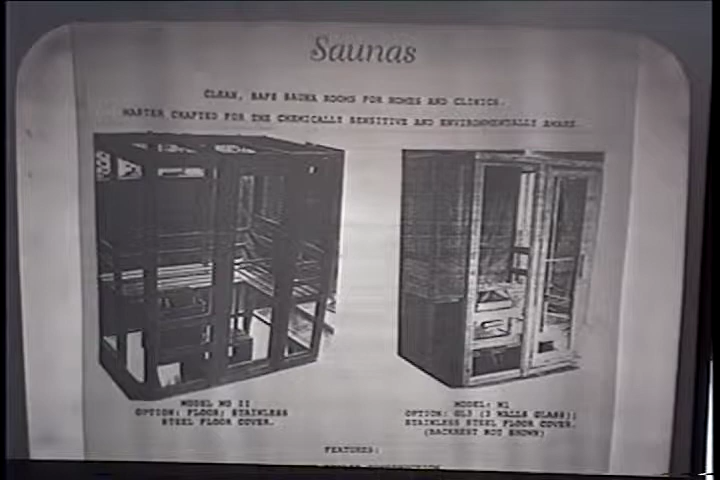 Saunas
CLEAN, SAFE SAUNA ROOMS FOR HOMES AND CLINICS.
MASTER CRAFTED FOR THE CHEMICALLY SENSITIVE AND ENVIRONMENTALLY AWARE.
MODEL NO II
OPTION: FLOOR; STAINLESS
STEEL FLOOR COVER.
MODEL: N1
OPTION: GL3 (3 WALLS GLASS);
STAINLESS STEEL FLOOR COVER.
(BACKREST NOT SHOWN)
FEATURES: